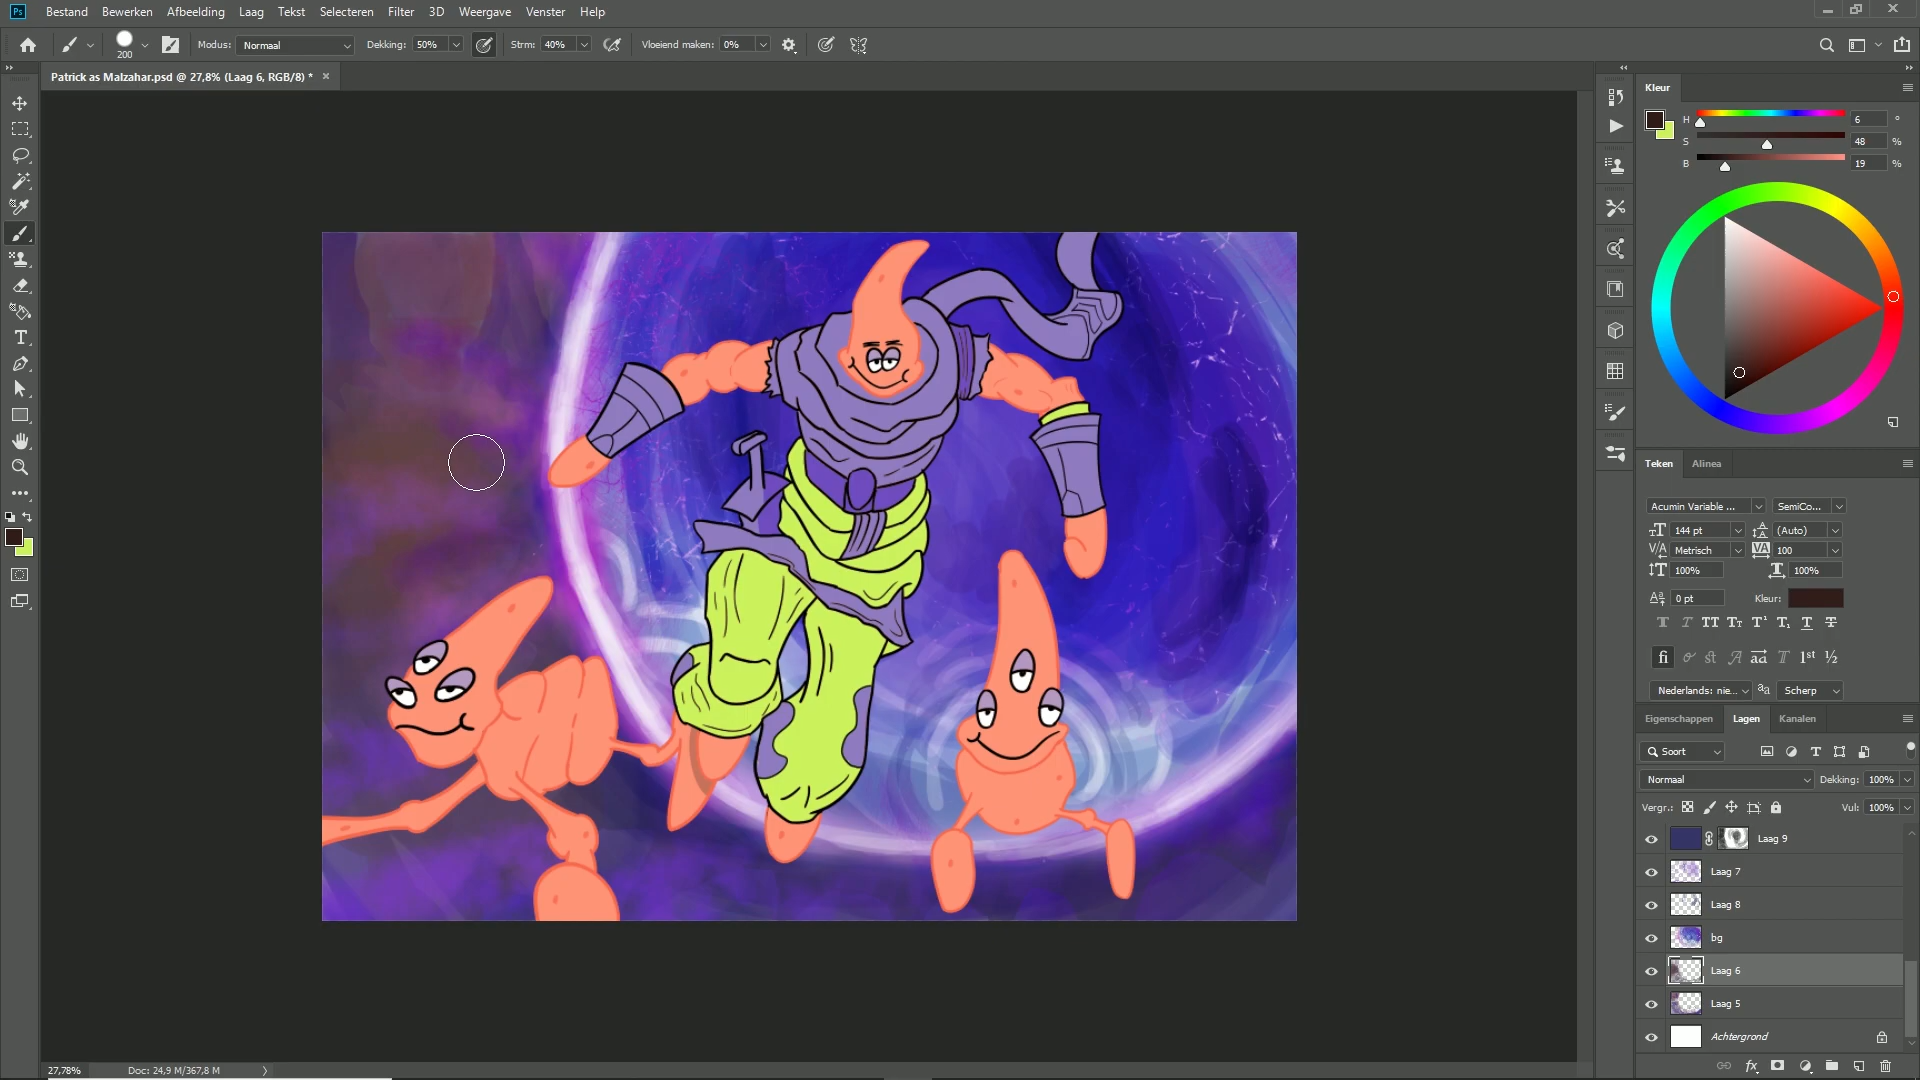 Ps Bestand Bewerken Afbeelding Laag Tekst Selecteren Filter 3D Weergave Venster Help
200 Modus: Normaal Dekking: 50% Strm: 40% Vloeiend maken: 0%
Patrick as Malzahar.psd @ 27,8% (Laag 6, RGB/8) * ×
Kleur
H 6 °
S 48 %
B 19 %
Teken Alinea
Acumin Variable ... SemiCo...
144 pt (Auto)
Metrisch 100
100% 100%
0 pt Kleur:
Nederlands: nie... aa Scherp
Eigenschappen Lagen Kanalen
Soort
Normaal Dekking: 100%
Vergr.: Vul: 100%
Laag 9
Laag 7
Laag 8
bg
Laag 6
Laag 5
Achtergrond
27,78% Doc: 24,9 M/367,8 M